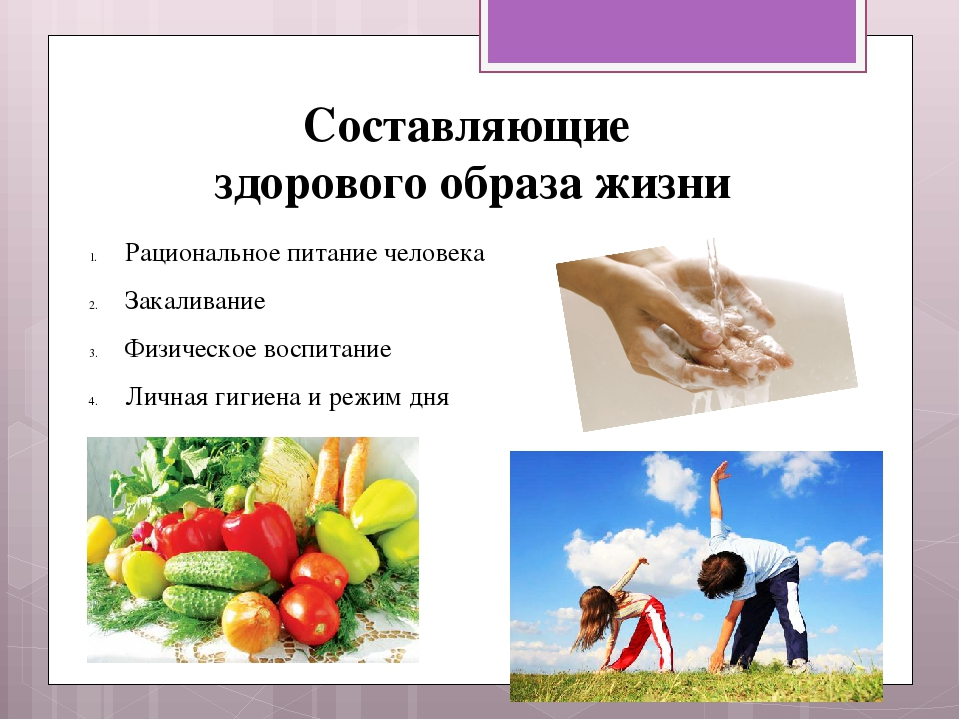 Составляющие
здорового образа жизни
1. Рациональное питание человека
2. Закаливание
3. Физическое воспитание
4. Личная гигиена и режим дня